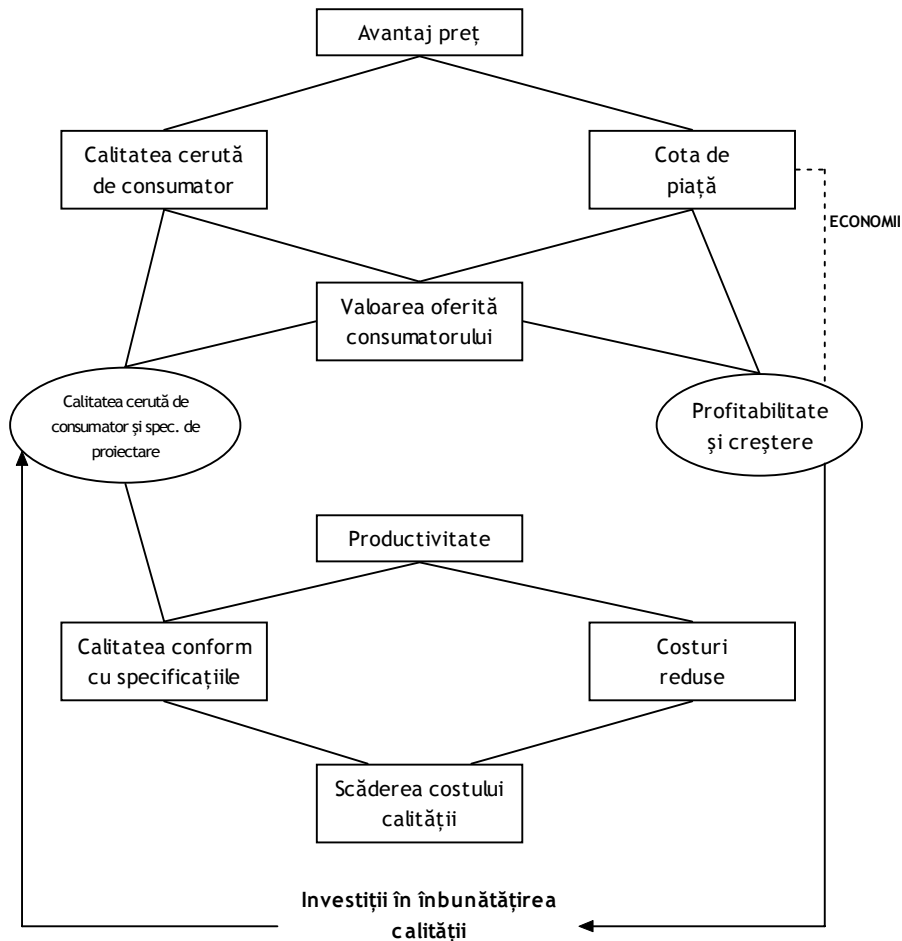 Avantaj preț
Calitatea cerută
de consumator
Cota de
piață
ECONOMII
Valoarea oferită
consumatorului
Calitatea cerută de
consumator și spec. de
proiectare
Profitabilitate
și creștere
Productivitate
Calitatea conform
cu specificațiile
Costuri
reduse
Scăderea costului
calității
Investiții în înbunătățirea
calității